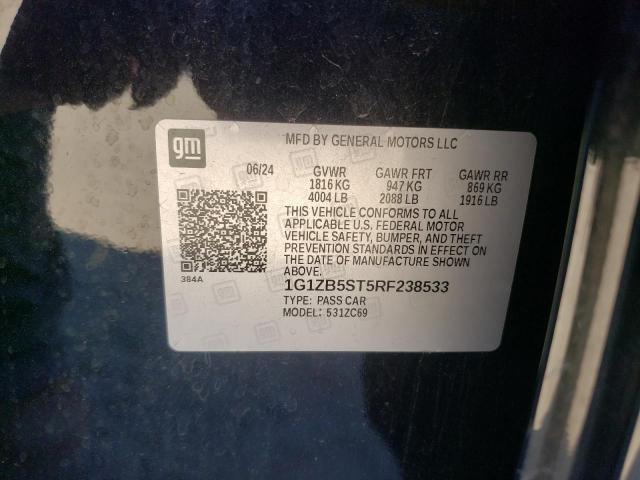 gm
MFD BY GENERAL MOTORS LLC
06/24 GVWR GAWR FRT GAWR RR
1816 KG 947 KG 869 KG
4004 LB 2088 LB 1916 LB
THIS VEHICLE CONFORMS TO ALL
APPLICABLE U.S. FEDERAL MOTOR
VEHICLE SAFETY, BUMPER, AND THEFT
PREVENTION STANDARDS IN EFFECT ON
THE DATE OF MANUFACTURE SHOWN
ABOVE.
384A
1G1ZB5ST5RF238533
TYPE: PASS CAR
MODEL: 531ZC69